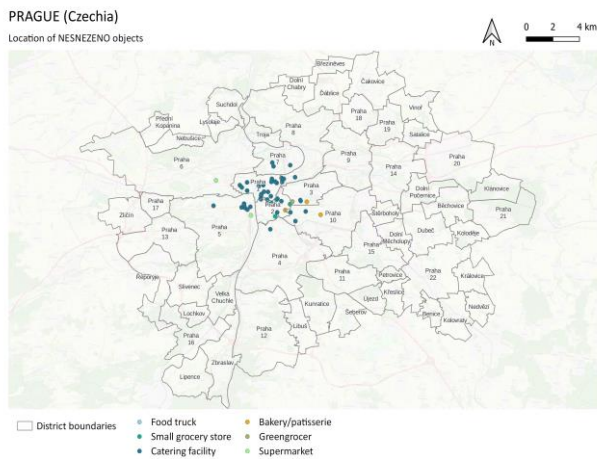 PRAGUE (Czechia)
Location of NESNEZENO objects
N
0 2 4 km
Březiněves
Dolní Chabry
Čakovice
Ďáblice
Suchdol
Praha 18
Vinoř
Přední Kopanina
Lysolaje
Praha 19
Troja
Praha 8
Nebušice
Satalice
Praha 7
Praha 6
Praha 9
Praha 20
Praha 14
Praha
Praha 3
Klánovice
Dolní Počernice
Praha 17
Běchovice
Praha 21
Zličín
Praha
Praha 10
Štěrboholy
Praha 13
Praha 5
Dolní Měcholupy
Dubeč
Koloděje
Praha 4
Praha 15
Praha 11
Petrovice
Praha 22
Královice
Řeporyje
Slivenec
Velká Chuchle
Křeslice
Kunratice
Újezd
Nedvězí
Lochkov
Šeberov
Benice
Kolovraty
Praha 16
Praha 12
Libuš
Zbraslav
Lipence
District boundaries
Food truck
Small grocery store
Catering facility
Bakery/patisserie
Greengrocer
Supermarket